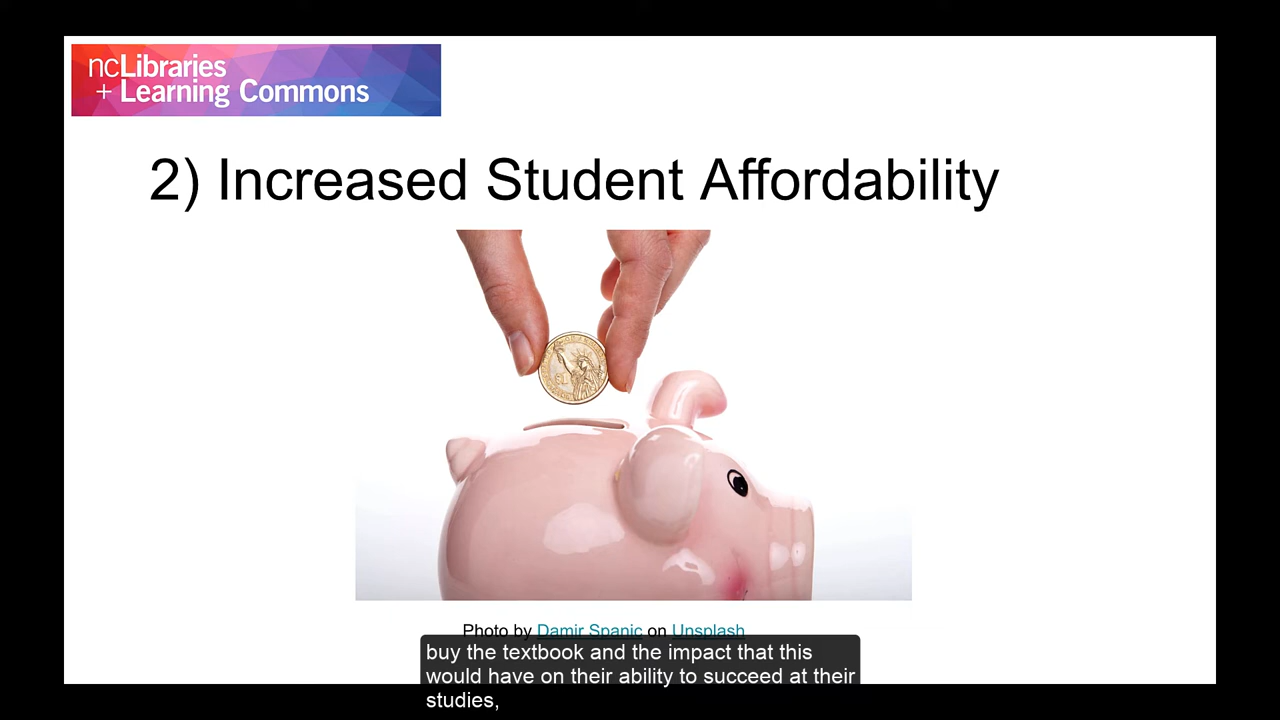 ncLibraries
+ Learning Commons
2) Increased Student Affordability
Photo by Damir Spanic on Unsplash
buy the textbook and the impact that this
would have on their ability to succeed at their
studies,